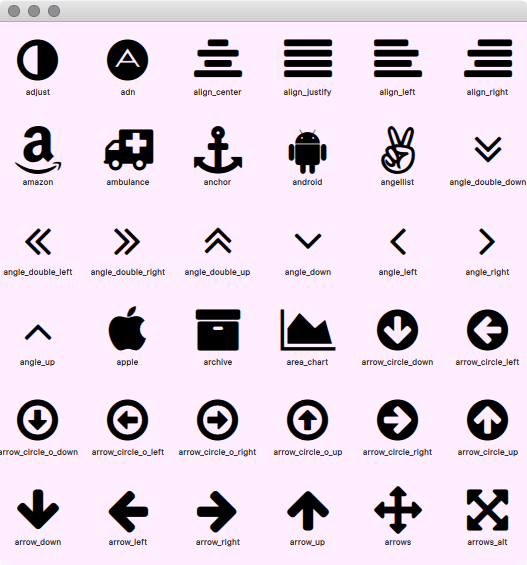 adjust adn align_center align_justify align_left align_right
amazon ambulance anchor android angellist angle_double_down
angle_double_left angle_double_right angle_double_up angle_down angle_left angle_right
angle_up apple archive area_chart arrow_circle_down arrow_circle_left
arrow_circle_o_down arrow_circle_o_left arrow_circle_o_right arrow_circle_o_up arrow_circle_right arrow_circle_up
arrow_down arrow_left arrow_right arrow_up arrows arrows_alt